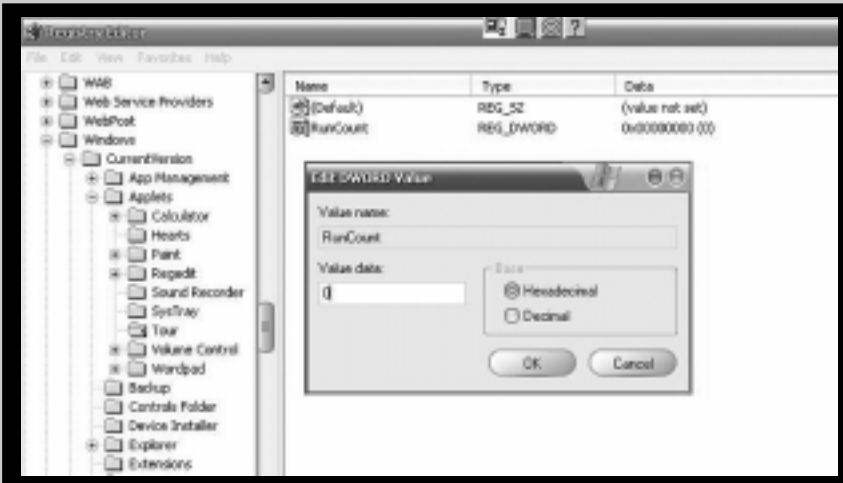 Registry Editor
File Edit View Favorites Help
WAB
Web Service Providers
WebPost
Windows
CurrentVersion
App Management
Applets
Calculator
Hearts
Paint
Regedit
Sound Recorder
SysTray
Tour
Volume Control
Wordpad
Backup
Controls Folder
Device Installer
Explorer
Extensions
Name Type Data
(Default) REG_SZ (value not set)
RunCount REG_DWORD 0x00000000 (0)
Edit DWORD Value
Value name:
RunCount
Value data:
0
Base
Hexadecimal
Decimal
OK Cancel